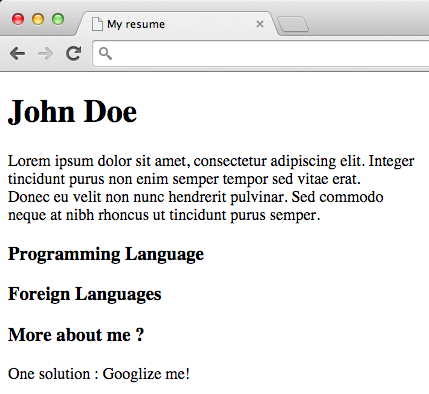 My resume
John Doe
Lorem ipsum dolor sit amet, consectetur adipiscing elit. Integer
tincidunt purus non enim semper tempor sed vitae erat.
Donec eu velit non nunc hendrerit pulvinar. Sed commodo
neque at nibh rhoncus ut tincidunt purus semper.
Programming Language
Foreign Languages
More about me ?
One solution : Googlize me!